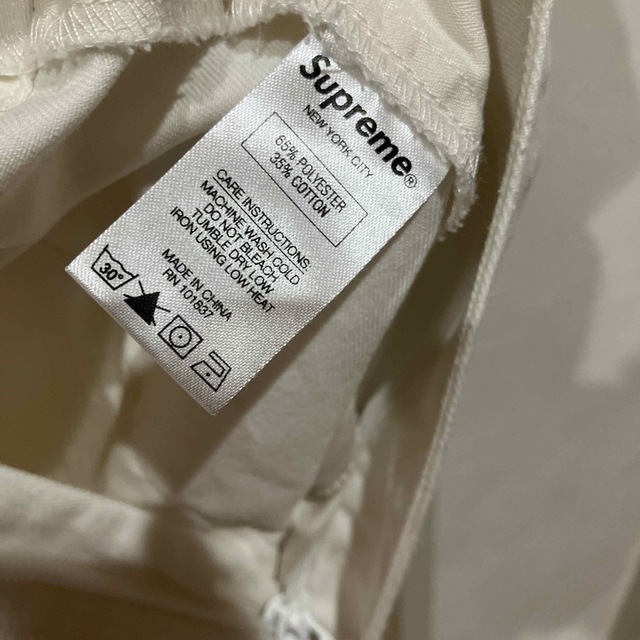 Supreme®
NEW YORK CITY
65% POLYESTER
35% COTTON
CARE INSTRUCTIONS:
MACHINE WASH COLD
DO NOT BLEACH
TUMBLE DRY LOW
IRON USING LOW HEAT
30°
MADE IN CHINA
RN 101837